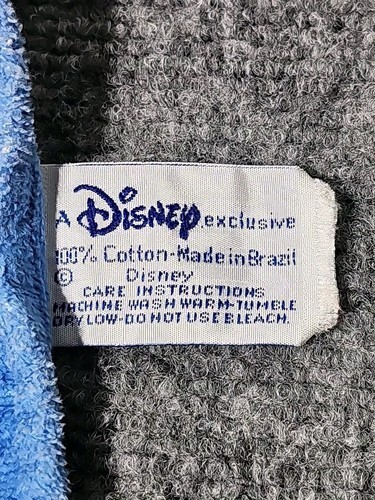 A Disney exclusive
100% Cotton-Made in Brazil
© Disney
CARE INSTRUCTIONS
MACHINE WASH WARM-TUMBLE
DRY LOW-DO NOT USE BLEACH.